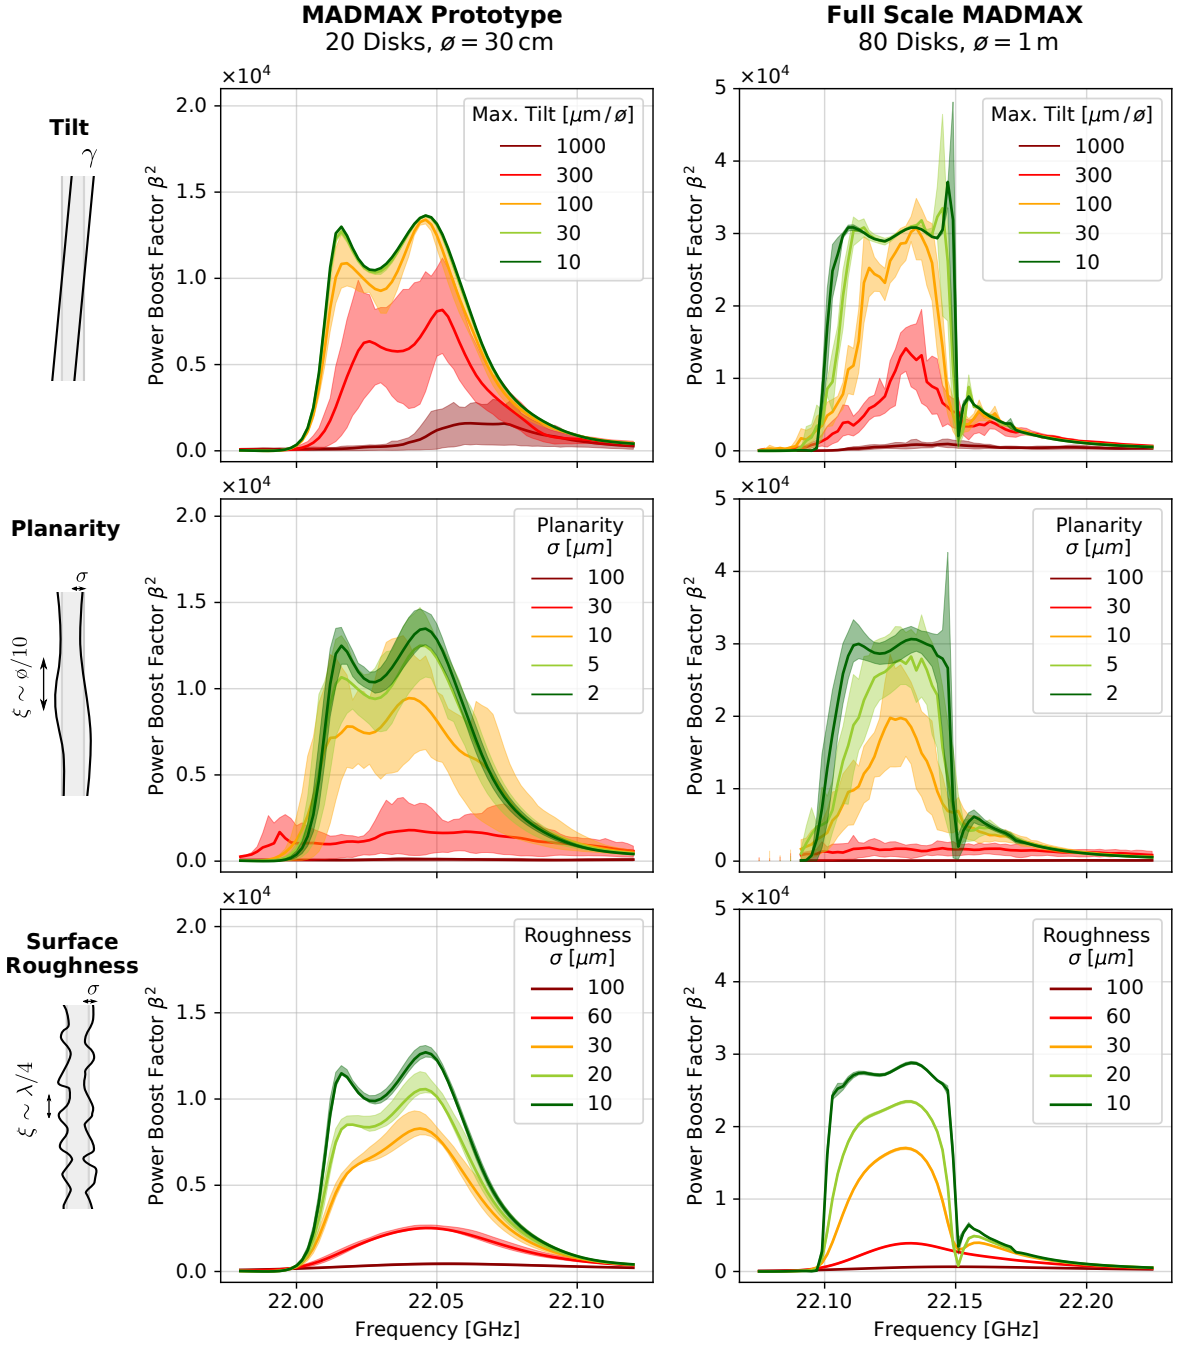 MADMAX Prototype
20 Disks, ø = 30 cm
Full Scale MADMAX
80 Disks, ø = 1 m
Tilt
γ
×10⁴
2.0
1.5
1.0
0.5
0.0
Power Boost Factor β²
Max. Tilt [μm/ø]
1000
300
100
30
10
×10⁴
5
4
3
2
1
0
Power Boost Factor β²
Max. Tilt [μm/ø]
1000
300
100
30
10
Planarity
σ
ξ ∼ ø/10
×10⁴
2.0
1.5
1.0
0.5
0.0
Power Boost Factor β²
Planarity
σ [μm]
100
30
10
5
2
×10⁴
5
4
3
2
1
0
Power Boost Factor β²
Planarity
σ [μm]
100
30
10
5
2
Surface
Roughness
σ
ξ ∼ λ/4
×10⁴
2.0
1.5
1.0
0.5
0.0
Power Boost Factor β²
Roughness
σ [μm]
100
60
30
20
10
22.00
22.05
22.10
Frequency [GHz]
×10⁴
5
4
3
2
1
0
Power Boost Factor β²
Roughness
σ [μm]
100
60
30
20
10
22.10
22.15
22.20
Frequency [GHz]